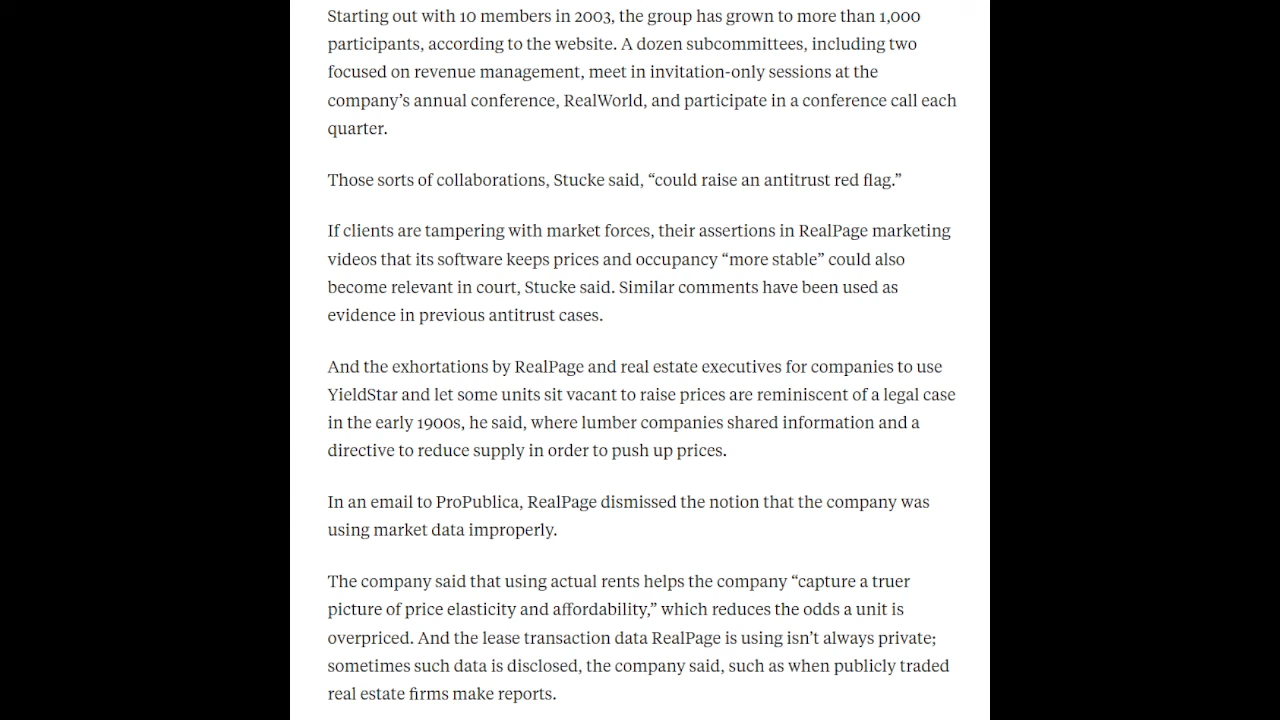 Starting out with 10 members in 2003, the group has grown to more than 1,000
participants, according to the website. A dozen subcommittees, including two
focused on revenue management, meet in invitation-only sessions at the
company’s annual conference, RealWorld, and participate in a conference call each
quarter.
Those sorts of collaborations, Stucke said, “could raise an antitrust red flag.”
If clients are tampering with market forces, their assertions in RealPage marketing
videos that its software keeps prices and occupancy “more stable” could also
become relevant in court, Stucke said. Similar comments have been used as
evidence in previous antitrust cases.
And the exhortations by RealPage and real estate executives for companies to use
YieldStar and let some units sit vacant to raise prices are reminiscent of a legal case
in the early 1900s, he said, where lumber companies shared information and a
directive to reduce supply in order to push up prices.
In an email to ProPublica, RealPage dismissed the notion that the company was
using market data improperly.
The company said that using actual rents helps the company “capture a truer
picture of price elasticity and affordability,” which reduces the odds a unit is
overpriced. And the lease transaction data RealPage is using isn’t always private;
sometimes such data is disclosed, the company said, such as when publicly traded
real estate firms make reports.